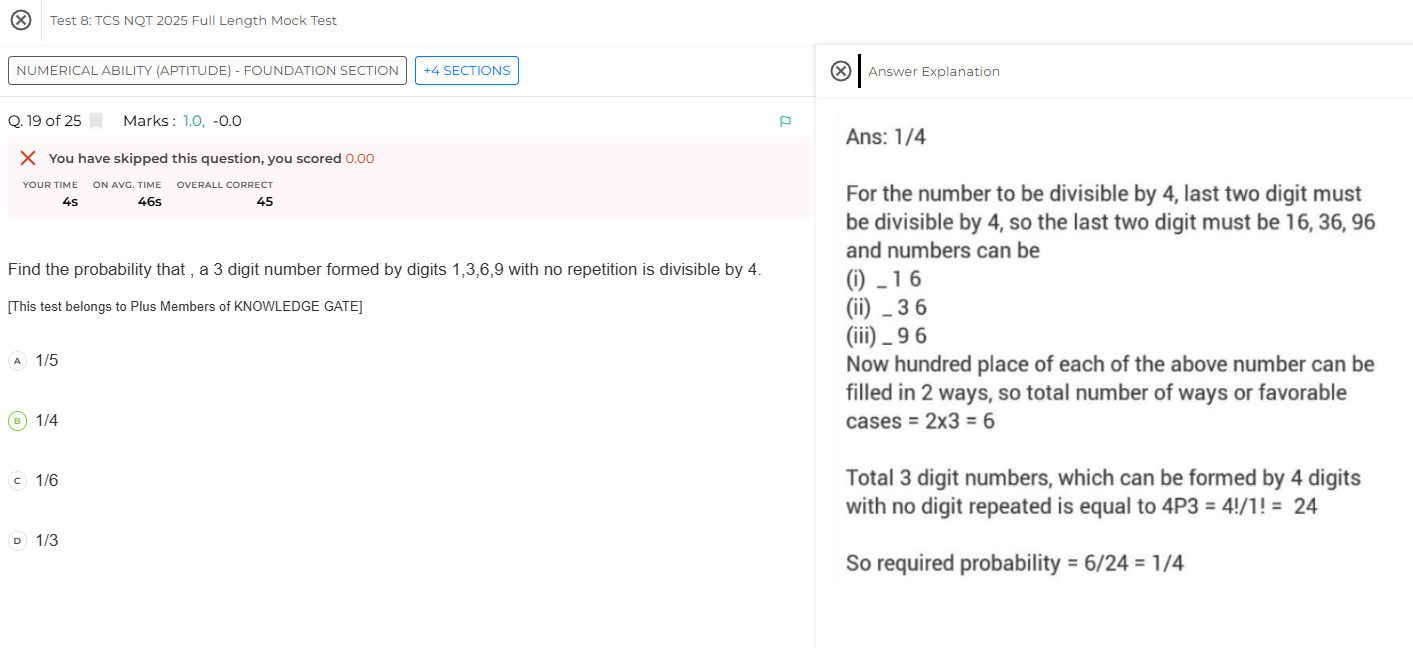 Test 8: TCS NQT 2025 Full Length Mock Test
NUMERICAL ABILITY (APTITUDE) - FOUNDATION SECTION
+4 SECTIONS
Q. 19 of 25 Marks : 1.0, -0.0
You have skipped this question, you scored 0.00
YOUR TIME ON AVG. TIME OVERALL CORRECT
4s 46s 45
Find the probability that , a 3 digit number formed by digits 1,3,6,9 with no repetition is divisible by 4.
[This test belongs to Plus Members of KNOWLEDGE GATE]
A 1/5
B 1/4
C 1/6
D 1/3
Answer Explanation
Ans: 1/4
For the number to be divisible by 4, last two digit must
be divisible by 4, so the last two digit must be 16, 36, 96
and numbers can be
(i) _ 1 6
(ii) _ 3 6
(iii) _ 9 6
Now hundred place of each of the above number can be
filled in 2 ways, so total number of ways or favorable
cases = 2x3 = 6
Total 3 digit numbers, which can be formed by 4 digits
with no digit repeated is equal to 4P3 = 4!/1! = 24
So required probability = 6/24 = 1/4